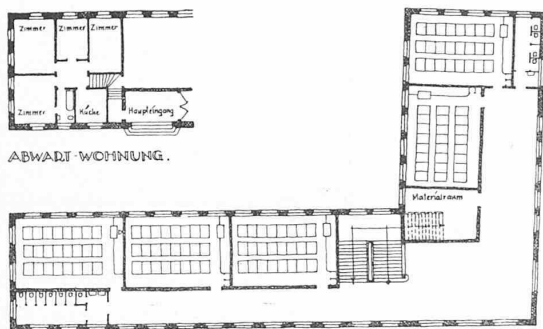 Zimmer Zimmer Zimmer
Zimmer Küche Haupteingang
ABWART-WOHNUNG.
Materialraum